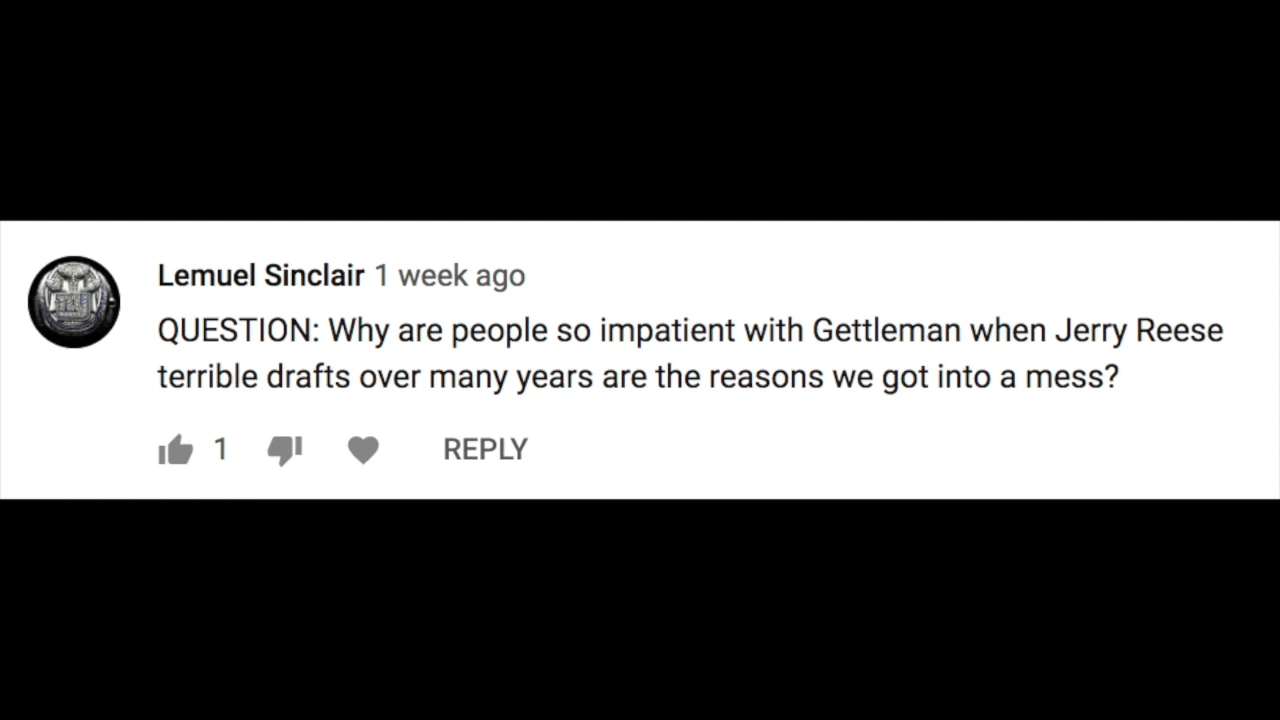 Lemuel Sinclair 1 week ago
QUESTION: Why are people so impatient with Gettleman when Jerry Reese
terrible drafts over many years are the reasons we got into a mess?
1 REPLY